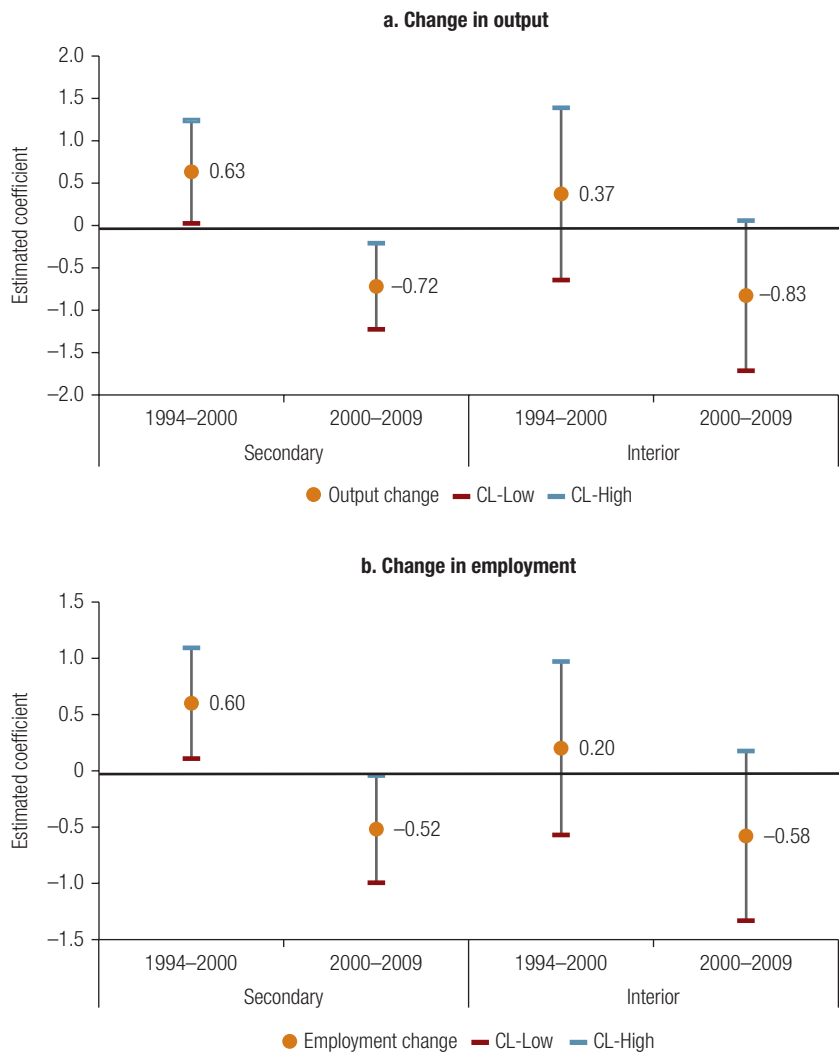 a. Change in output
Estimated coefficient
2.0
1.5
1.0
0.5
0
–0.5
–1.0
–1.5
–2.0
0.63
–0.72
0.37
–0.83
1994–2000 2000–2009 1994–2000 2000–2009
Secondary Interior
Output change CL-Low CL-High
b. Change in employment
Estimated coefficient
1.5
1.0
0.5
0
–0.5
–1.0
–1.5
0.60
–0.52
0.20
–0.58
1994–2000 2000–2009 1994–2000 2000–2009
Secondary Interior
Employment change CL-Low CL-High